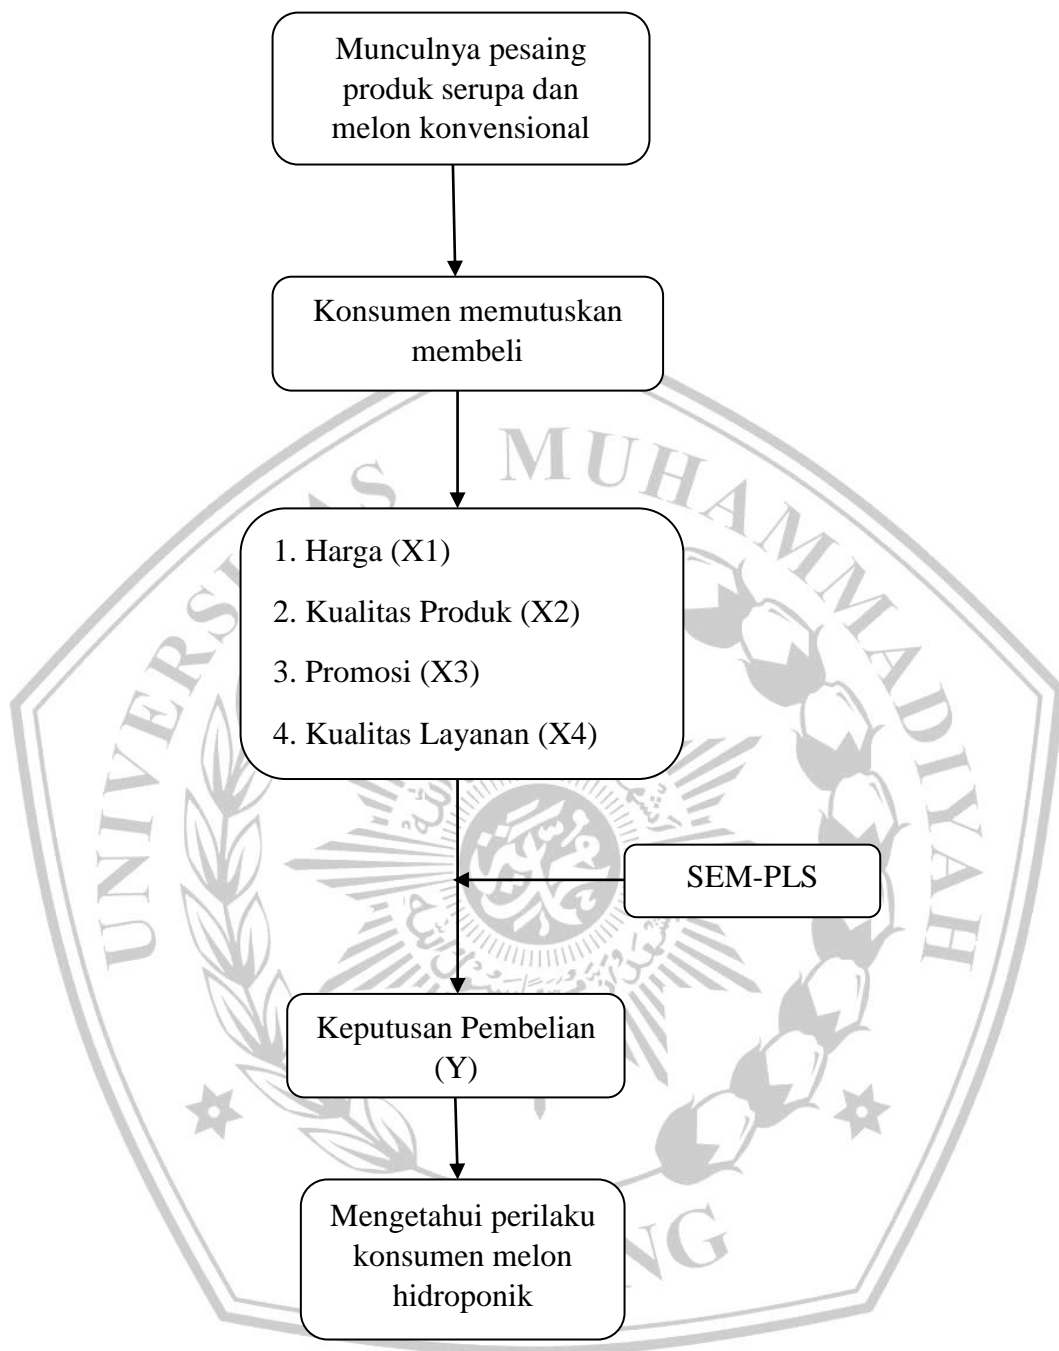 Munculnya pesaing
produk serupa dan
melon konvensional
Konsumen memutuskan
membeli
1. Harga (X1)
2. Kualitas Produk (X2)
3. Promosi (X3)
4. Kualitas Layanan (X4)
SEM-PLS
Keputusan Pembelian
(Y)
Mengetahui perilaku
konsumen melon
hidroponik
MUHAMMADIYAH